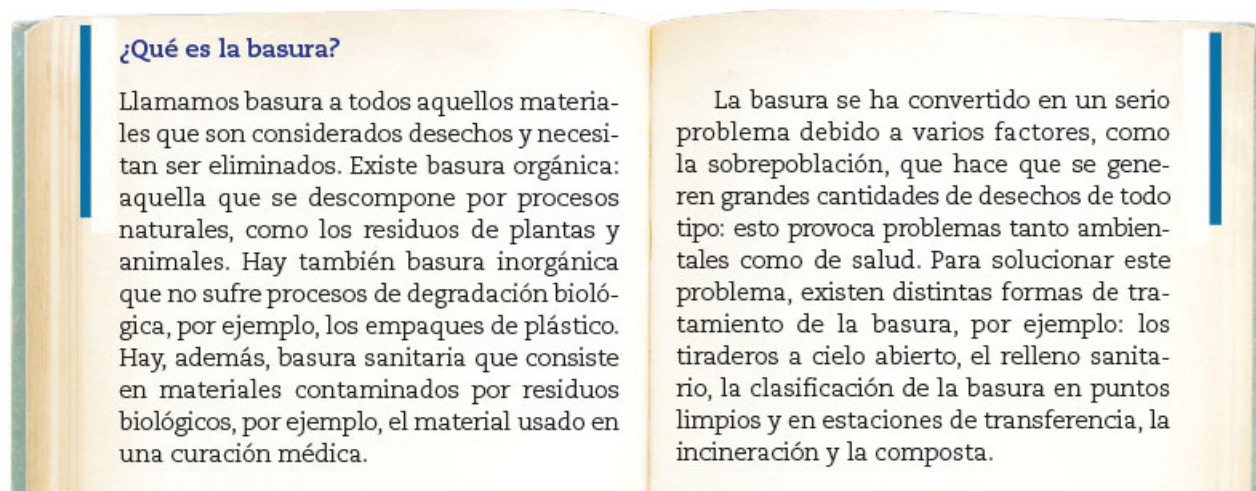 ¿Qué es la basura?
Llamamos basura a todos aquellos materia-
les que son considerados desechos y necesi-
tan ser eliminados. Existe basura orgánica:
aquella que se descompone por procesos
naturales, como los residuos de plantas y
animales. Hay también basura inorgánica
que no sufre procesos de degradación bioló-
gica, por ejemplo, los empaques de plástico.
Hay, además, basura sanitaria que consiste
en materiales contaminados por residuos
biológicos, por ejemplo, el material usado en
una curación médica.
La basura se ha convertido en un serio
problema debido a varios factores, como
la sobrepoblación, que hace que se gene-
ren grandes cantidades de desechos de todo
tipo: esto provoca problemas tanto ambien-
tales como de salud. Para solucionar este
problema, existen distintas formas de tra-
tamiento de la basura, por ejemplo: los
tiraderos a cielo abierto, el relleno sanita-
rio, la clasificación de la basura en puntos
limpios y en estaciones de transferencia, la
incineración y la composta.